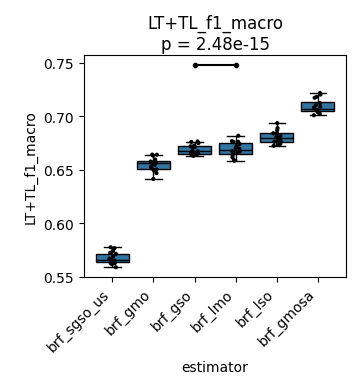 LT+TL_f1_macro
p = 2.48e-15
0.75
0.70
0.65
0.60
0.55
LT+TL_f1_macro
brf_sgso_us
brf_gmo
brf_gso
brf_lmo
brf_lso
brf_gmosa
estimator